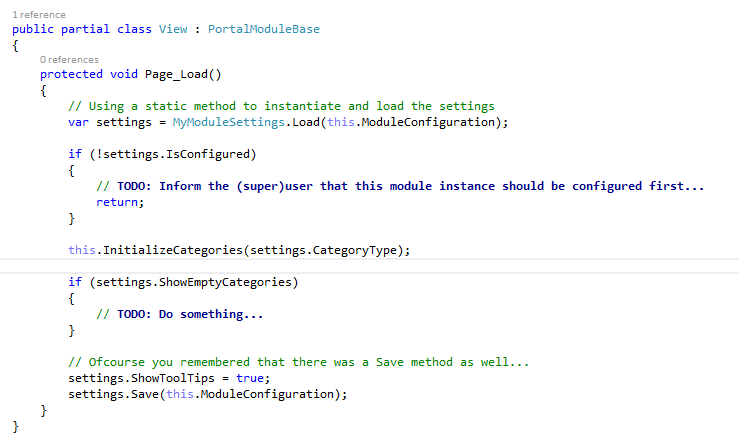 1 reference
public partial class View : PortalModuleBase
{
0 references
protected void Page_Load()
{
// Using a static method to instantiate and load the settings
var settings = MyModuleSettings.Load(this.ModuleConfiguration);
if (!settings.IsConfigured)
{
// TODO: Inform the (super)user that this module instance should be configured first...
return;
}
this.InitializeCategories(settings.CategoryType);
if (settings.ShowEmptyCategories)
{
// TODO: Do something...
}
// Ofcourse you remembered that there was a Save method as well...
settings.ShowToolTips = true;
settings.Save(this.ModuleConfiguration);
}
}